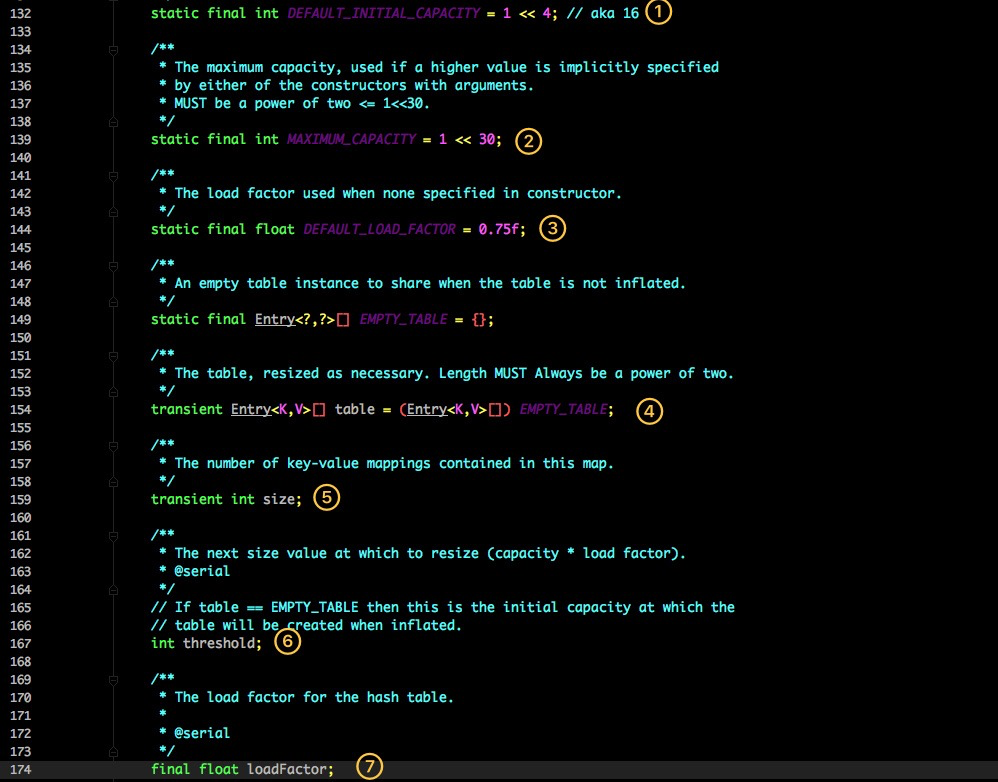 132 static final int DEFAULT_INITIAL_CAPACITY = 1 << 4; // aka 16 1
133
134 /**
135 * The maximum capacity, used if a higher value is implicitly specified
136 * by either of the constructors with arguments.
137 * MUST be a power of two <= 1<<30.
138 */
139 static final int MAXIMUM_CAPACITY = 1 << 30; 2
140
141 /**
142 * The load factor used when none specified in constructor.
143 */
144 static final float DEFAULT_LOAD_FACTOR = 0.75f; 3
145
146 /**
147 * An empty table instance to share when the table is not inflated.
148 */
149 static final Entry<?,?>[] EMPTY_TABLE = {};
150
151 /**
152 * The table, resized as necessary. Length MUST Always be a power of two.
153 */
154 transient Entry<K,V>[] table = (Entry<K,V>[]) EMPTY_TABLE; 4
155
156 /**
157 * The number of key-value mappings contained in this map.
158 */
159 transient int size; 5
160
161 /**
162 * The next size value at which to resize (capacity * load factor).
163 * @serial
164 */
165 // If table == EMPTY_TABLE then this is the initial capacity at which the
166 // table will be created when inflated.
167 int threshold; 6
168
169 /**
170 * The load factor for the hash table.
171 *
172 * @serial
173 */
174 final float loadFactor; 7